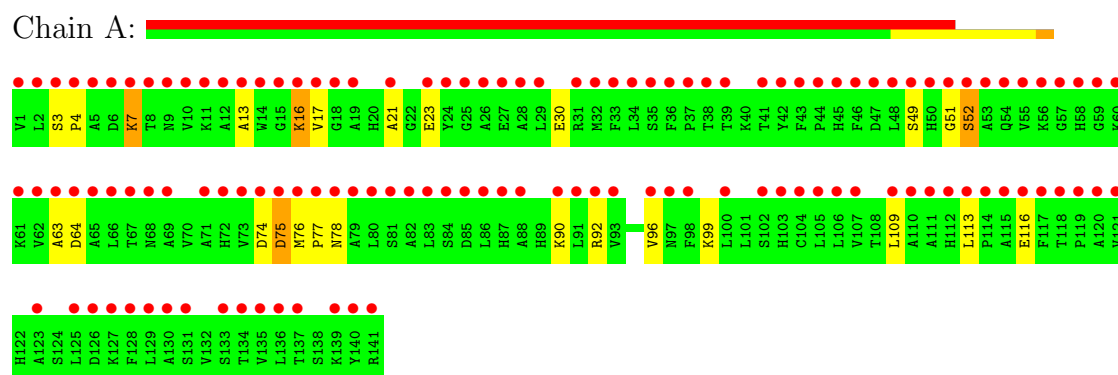 Chain A:
V1 L2 S3 P4 A5 D6 K7 T8 N9 V10 K11 A12 A13 W14 G15 K16 V17 G18 A19 H20 A21 G22 E23 Y24 G25 A26 E27 A28 L29 E30 R31 M32 F33 L34 S35 F36 P37 T38 T39 K40 T41 Y42 F43 P44 H45 F46 D47 L48 S49 H50 G51 S52 A53 Q54 V55 K56 G57 H58 G59 K60
K61 V62 A63 D64 A65 L66 T67 N68 A69 V70 A71 H72 V73 D74 D75 M76 P77 N78 A79 L80 S81 A82 L83 S84 D85 L86 H87 A88 H89 K90 L91 R92 V93 V96 N97 F98 K99 L100 L101 S102 H103 C104 L105 L106 V107 T108 L109 A110 A111 H112 L113 P114 A115 E116 F117 T118 P119 A120 V121
H122 A123 S124 L125 D126 K127 F128 L129 A130 S131 V132 S133 T134 V135 L136 T137 S138 K139 Y140 R141